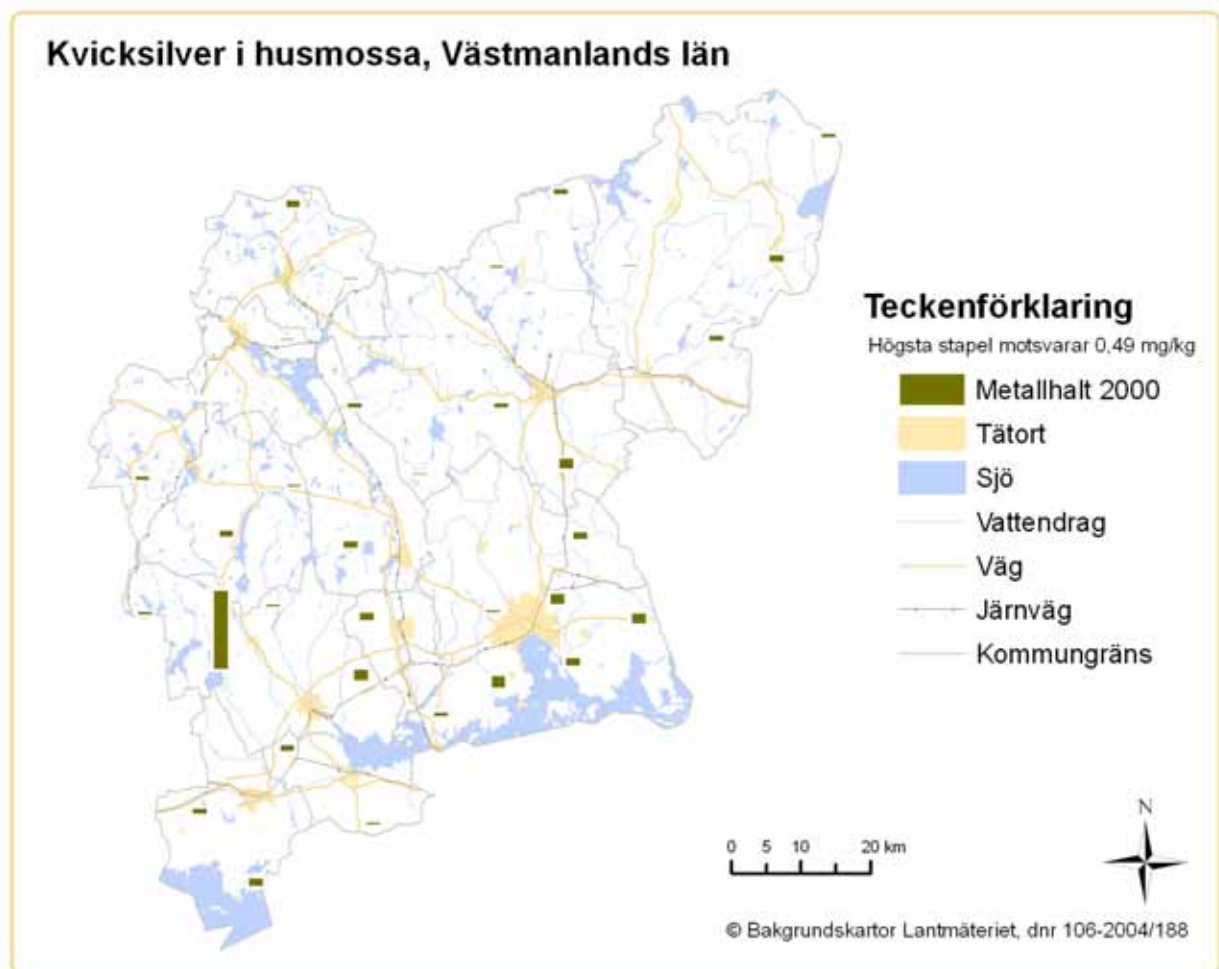 Kvicksilver i husmossa, Västmanlands län
Teckenförklaring
Högsta stapel motsvarar 0,49 mg/kg
Metallhalt 2000
Tätort
Sjö
Vattendrag
Väg
Järnväg
Kommungräns
N
0 5 10 20 km
© Bakgrundskartor Lantmäteriet, dnr 106-2004/188